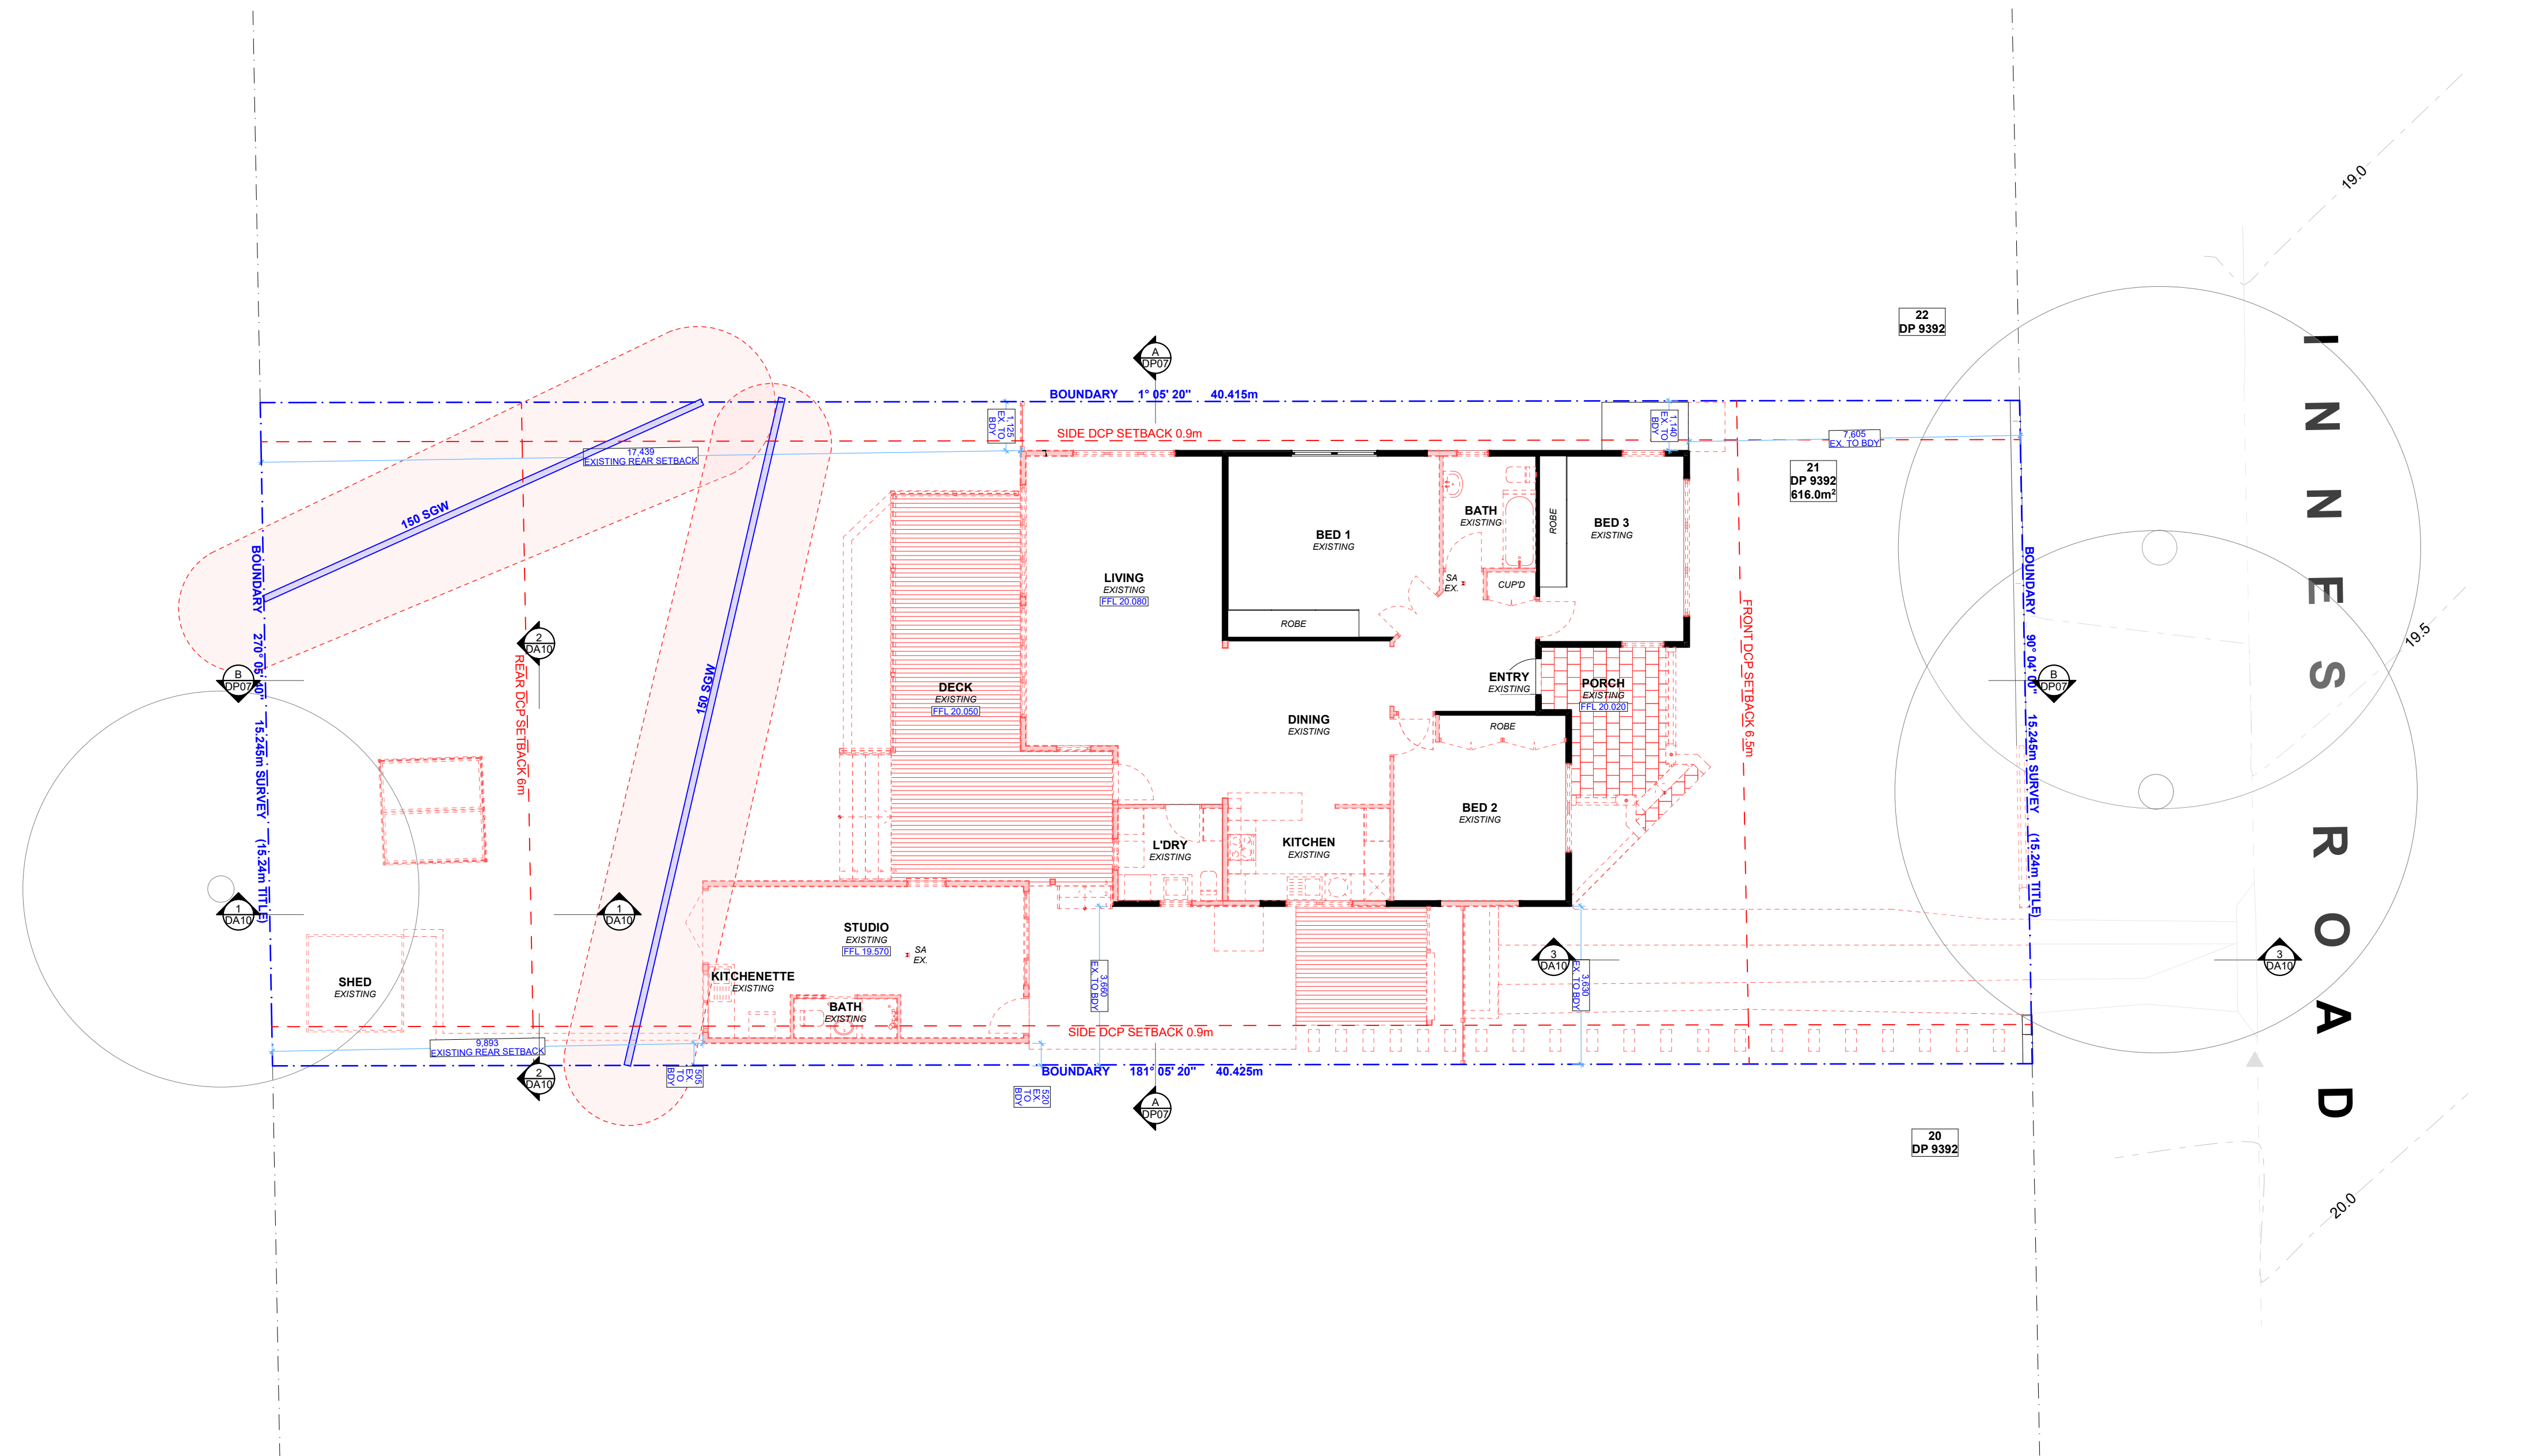 19.0
22
DP 9392
A
DP07
BOUNDARY 1° 05' 20" 40.415m
1,125
EX. TO
BDY
1,140
EX. TO
BDY
SIDE DCP SETBACK 0.9m
7,605
EX. TO BDY
17,439
EXISTING REAR SETBACK
21
DP 9392
616.0m²
150 SGW
BED 1
EXISTING
BATH
EXISTING
ROBE
BED 3
EXISTING
LIVING
EXISTING
FFL 20.080
SA
EX.
CUP'D
ROBE
INNES ROAD
19.5
2
DA10
B
DP07
BOUNDARY 270° 05' 40" 15.245m SURVEY (15.24m TITLE)
REAR DCP SETBACK 6m
150 SGW
DECK
EXISTING
FFL 20.050
ENTRY
EXISTING
PORCH
EXISTING
FFL 20.020
FRONT DCP SETBACK 6.5m
B
DP07
BOUNDARY 90° 04' 00" 15.245m SURVEY (15.24m TITLE)
DINING
EXISTING
ROBE
BED 2
EXISTING
L'DRY
EXISTING
KITCHEN
EXISTING
1
DA10
1
DA10
STUDIO
EXISTING
FFL 19.570
SA
EX.
KITCHENETTE
EXISTING
BATH
EXISTING
SHED
EXISTING
3,660
EX. TO BDY
3,630
EX. TO BDY
3
DA10
3
DA10
SIDE DCP SETBACK 0.9m
9,893
EXISTING REAR SETBACK
2
DA10
505
EX.
TO
BDY
520
EX.
TO
BDY
BOUNDARY 181° 05' 20" 40.425m
A
DP07
20
DP 9392
20.0